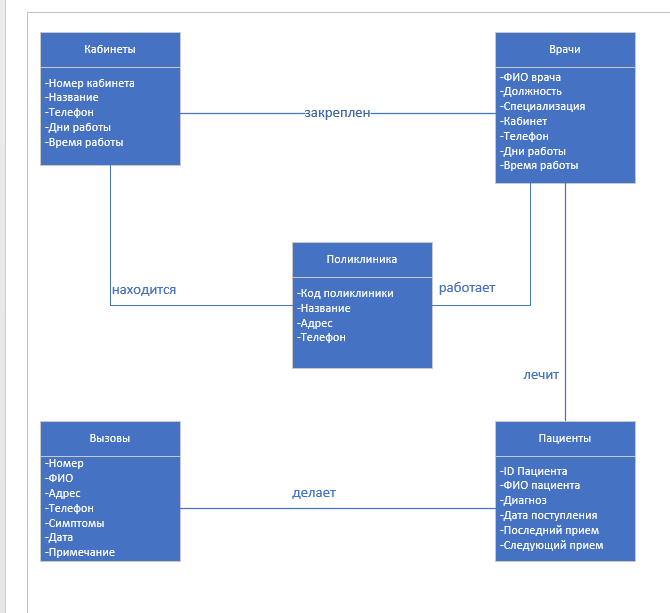 Кабинеты
-Номер кабинета
-Название
-Телефон
-Дни работы
-Время работы
закреплен
Врачи
-ФИО врача
-Должность
-Специализация
-Кабинет
-Телефон
-Дни работы
-Время работы
находится
Поликлиника
-Код поликлиники
-Название
-Адрес
-Телефон
работает
лечит
Вызовы
-Номер
-ФИО
-Адрес
-Телефон
-Симптомы
-Дата
-Примечание
делает
Пациенты
-ID Пациента
-ФИО пациента
-Диагноз
-Дата поступления
-Последний прием
-Следующий прием